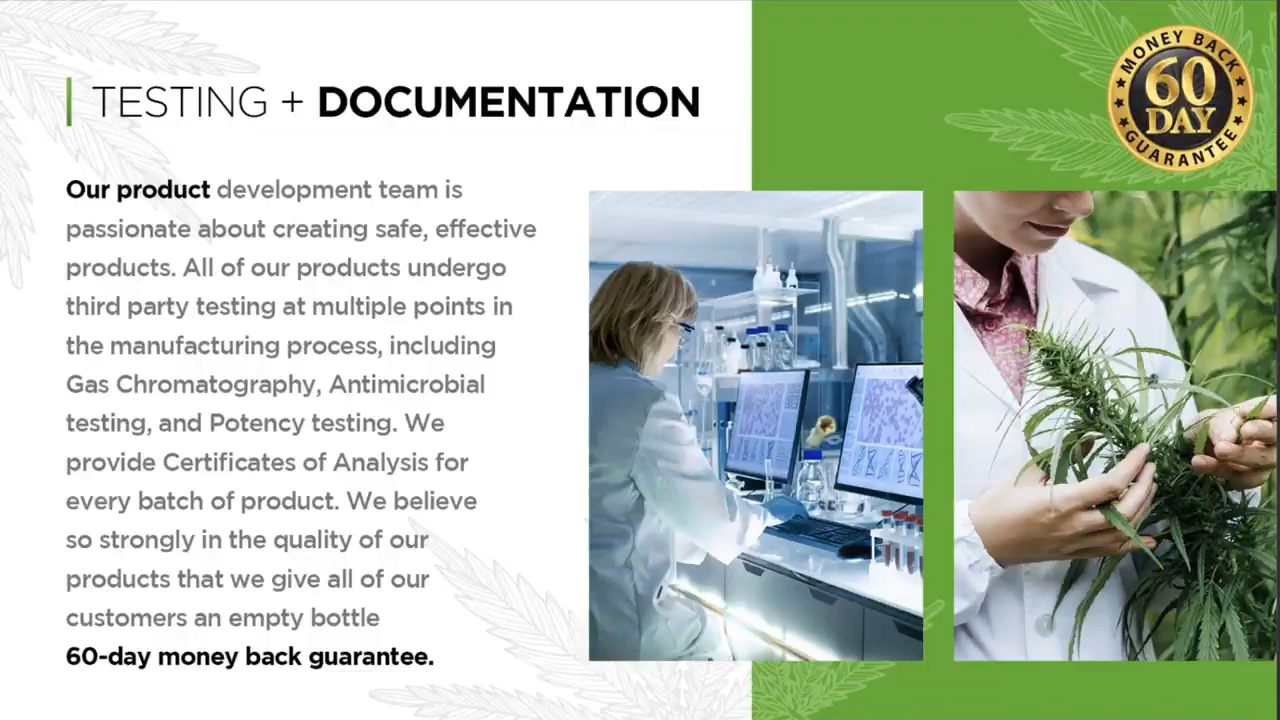 TESTING + DOCUMENTATION
Our product development team is
passionate about creating safe, effective
products. All of our products undergo
third party testing at multiple points in
the manufacturing process, including
Gas Chromatography, Antimicrobial
testing, and Potency testing. We
provide Certificates of Analysis for
every batch of product. We believe
so strongly in the quality of our
products that we give all of our
customers an empty bottle
60-day money back guarantee.
MONEY BACK
60
DAY
GUARANTEE